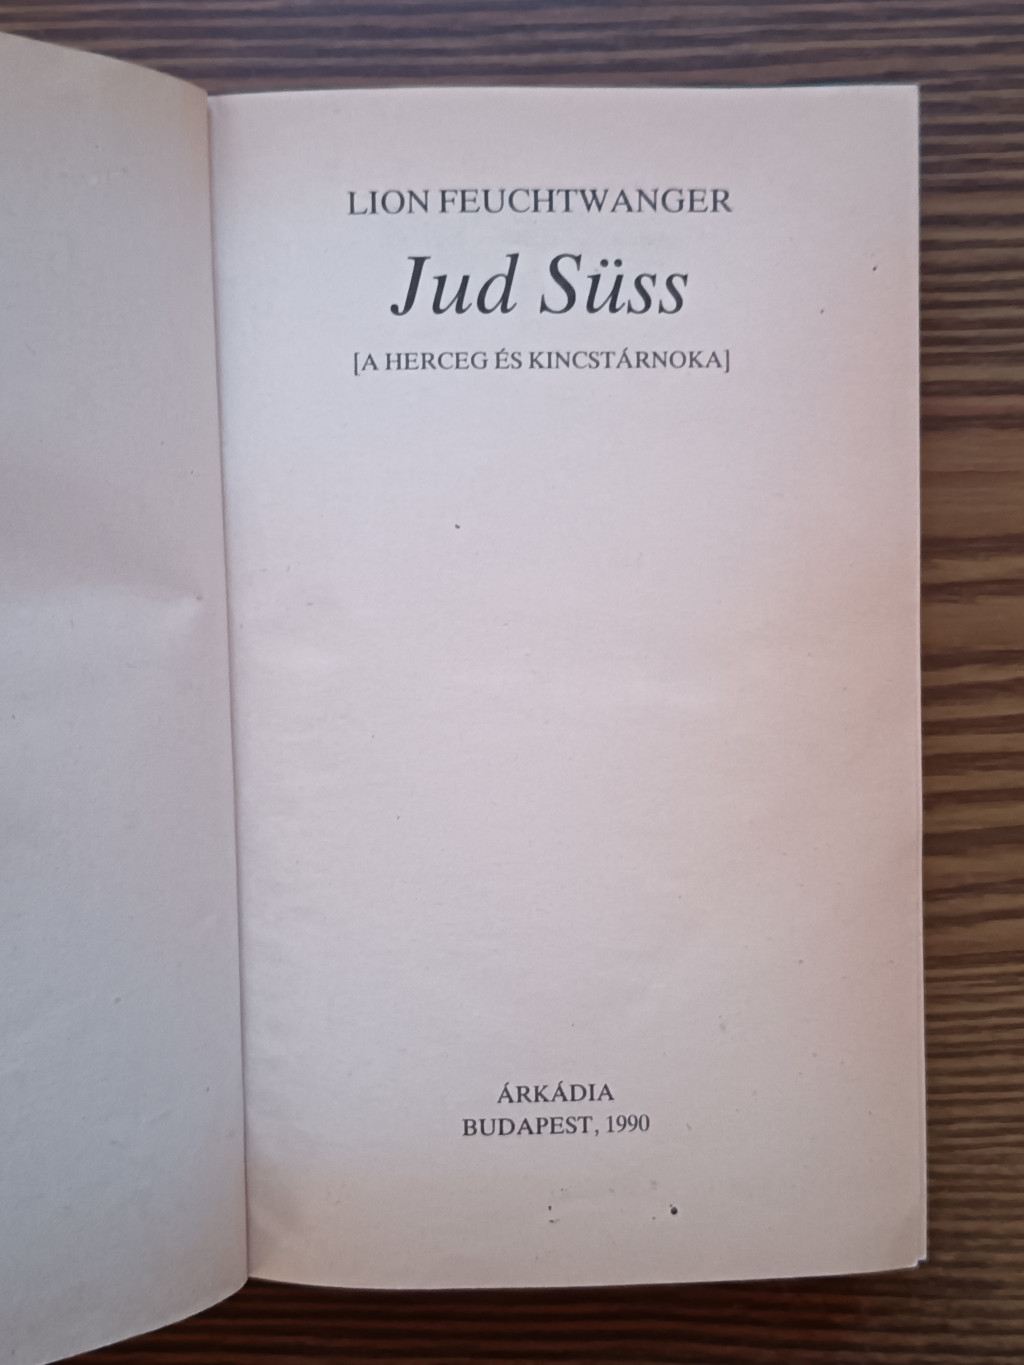 LION FEUCHTWANGER
Jud Süss
[A HERCEG ÉS KINCSTÁRNOKA]
ÁRKÁDIA
BUDAPEST, 1990